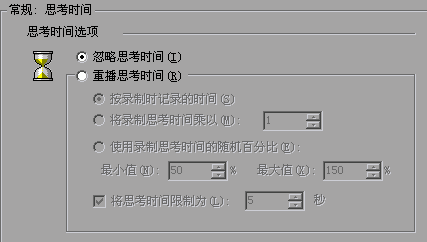 常规: 思考时间
思考时间选项
忽略思考时间(I)
重播思考时间(R)
按录制时记录的时间(S)
将录制思考时间乘以(M): 1
使用录制思考时间的随机百分比(E):
最小值(N): 50 % 最大值(X): 150 %
将思考时间限制为(L): 5 秒